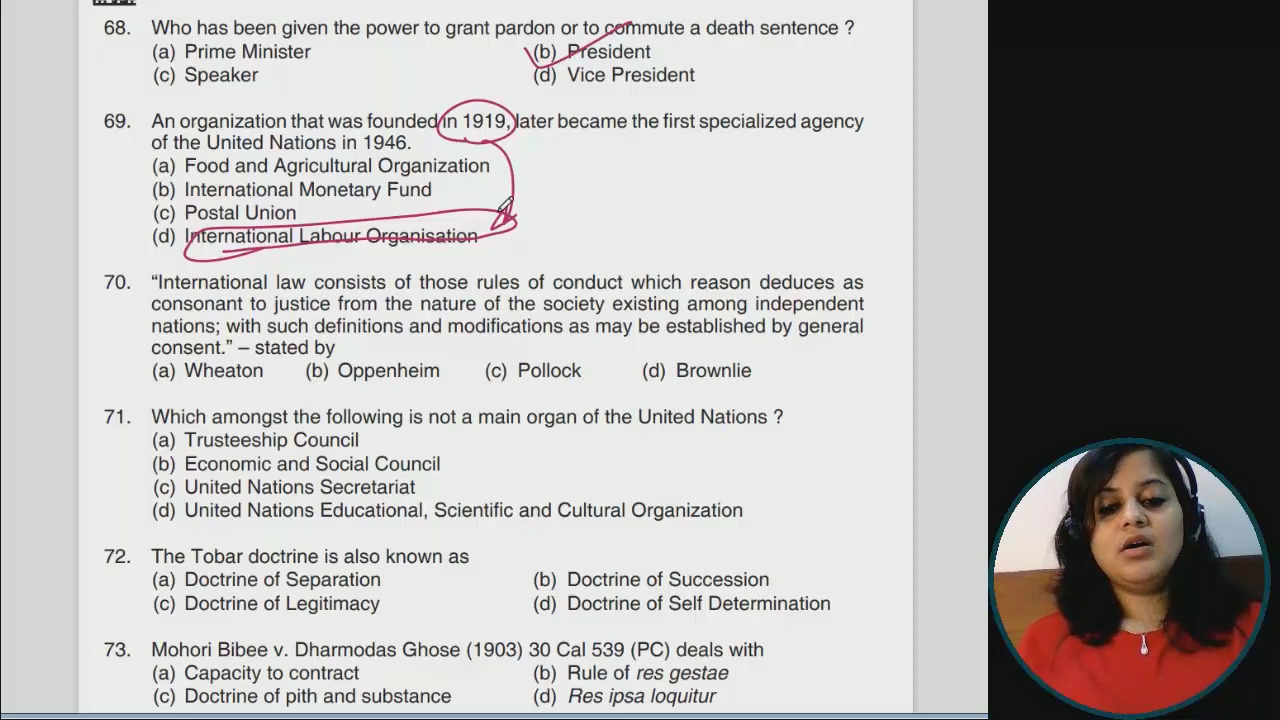 68. Who has been given the power to grant pardon or to commute a death sentence ?
(a) Prime Minister (b) President
(c) Speaker (d) Vice President
69. An organization that was founded in 1919, later became the first specialized agency
of the United Nations in 1946.
(a) Food and Agricultural Organization
(b) International Monetary Fund
(c) Postal Union
(d) International Labour Organisation
70. “International law consists of those rules of conduct which reason deduces as
consonant to justice from the nature of the society existing among independent
nations; with such definitions and modifications as may be established by general
consent.” – stated by
(a) Wheaton (b) Oppenheim (c) Pollock (d) Brownlie
71. Which amongst the following is not a main organ of the United Nations ?
(a) Trusteeship Council
(b) Economic and Social Council
(c) United Nations Secretariat
(d) United Nations Educational, Scientific and Cultural Organization
72. The Tobar doctrine is also known as
(a) Doctrine of Separation (b) Doctrine of Succession
(c) Doctrine of Legitimacy (d) Doctrine of Self Determination
73. Mohori Bibee v. Dharmodas Ghose (1903) 30 Cal 539 (PC) deals with
(a) Capacity to contract (b) Rule of res gestae
(c) Doctrine of pith and substance (d) Res ipsa loquitur